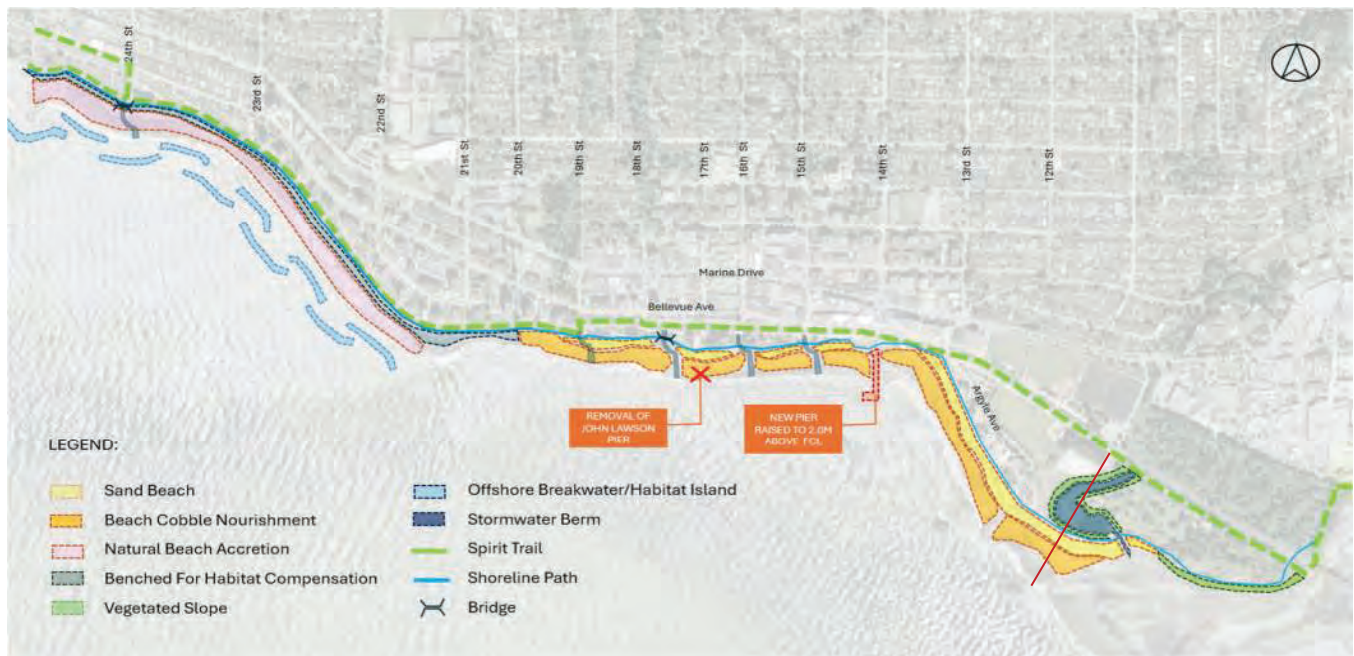 24th St
23rd St
22nd St
21st St
20th St
19th St
18th St
17th St
16th St
15th St
14th St
13th St
12th St
Marine Drive
Bellevue Ave
Argyle Ave
REMOVAL OF
JOHN LAWSON
PIER
NEW PIER
RAISED TO 2.0M
ABOVE FCL
LEGEND:
Sand Beach
Beach Cobble Nourishment
Natural Beach Accretion
Benched For Habitat Compensation
Vegetated Slope
Offshore Breakwater/Habitat Island
Stormwater Berm
Spirit Trail
Shoreline Path
Bridge